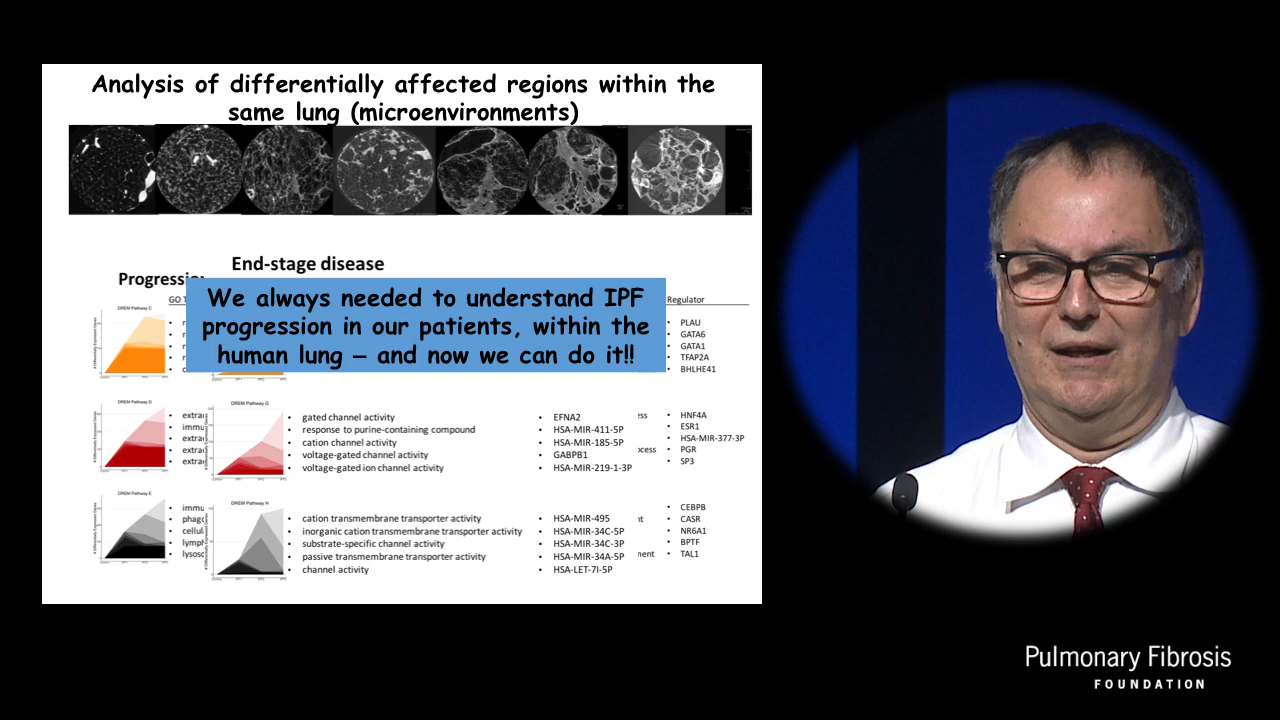 Analysis of differentially affected regions within the
same lung (microenvironments)
End-stage disease
We always needed to understand IPF
progression in our patients, within the
human lung – and now we can do it!!
Regulator
DREM Pathway C
• PLAU
• GATA6
• GATA1
• TFAP2A
• BHLHE41
DREM Pathway D
DREM Pathway G
• gated channel activity
• response to purine-containing compound
• cation channel activity
• voltage-gated channel activity
• voltage-gated ion channel activity
• EFNA2
• HSA-MIR-411-5P
• HSA-MIR-185-5P
• GABPB1
• HSA-MIR-219-1-3P
• HNF4A
• ESR1
• HSA-MIR-377-3P
• PGR
• SP3
DREM Pathway E
DREM Pathway H
• cation transmembrane transporter activity
• inorganic cation transmembrane transporter activity
• substrate-specific channel activity
• passive transmembrane transporter activity
• channel activity
• HSA-MIR-495
• HSA-MIR-34C-5P
• HSA-MIR-34C-3P
• HSA-MIR-34A-5P
• HSA-LET-7I-5P
• CEBPB
• CASR
• NR6A1
• BPTF
• TAL1
Pulmonary Fibrosis
FOUNDATION